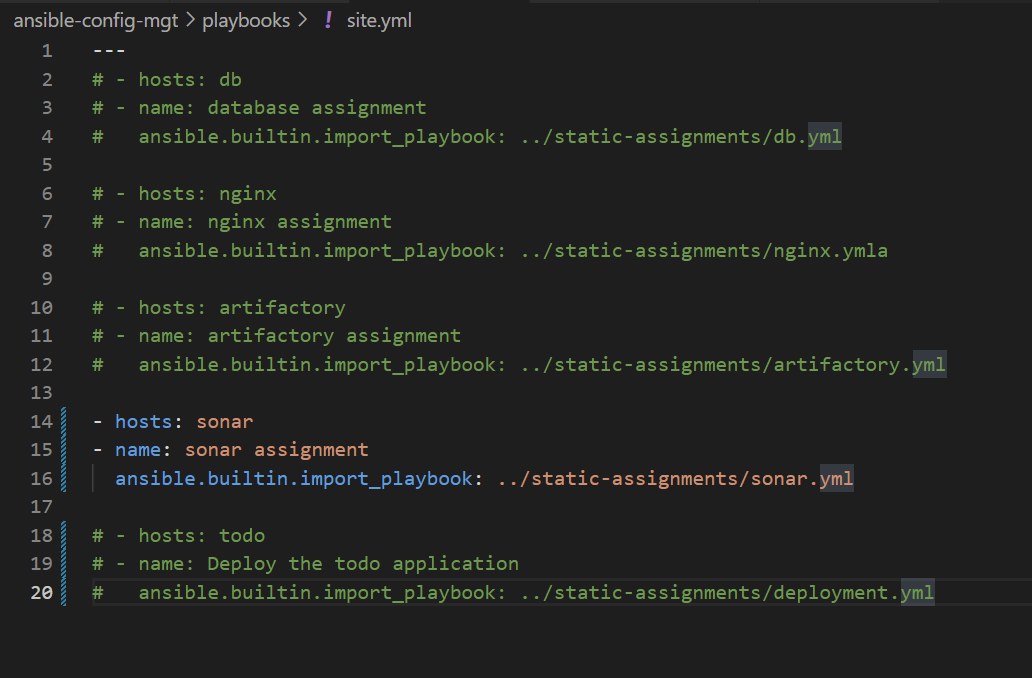 ansible-config-mgt > playbooks > ! site.yml
1 ---
2 # - hosts: db
3 # - name: database assignment
4 #   ansible.builtin.import_playbook: ../static-assignments/db.yml
5
6 # - hosts: nginx
7 # - name: nginx assignment
8 #   ansible.builtin.import_playbook: ../static-assignments/nginx.ymla
9
10 # - hosts: artifactory
11 # - name: artifactory assignment
12 #   ansible.builtin.import_playbook: ../static-assignments/artifactory.yml
13
14 - hosts: sonar
15 - name: sonar assignment
16   ansible.builtin.import_playbook: ../static-assignments/sonar.yml
17
18 # - hosts: todo
19 # - name: Deploy the todo application
20 #   ansible.builtin.import_playbook: ../static-assignments/deployment.yml